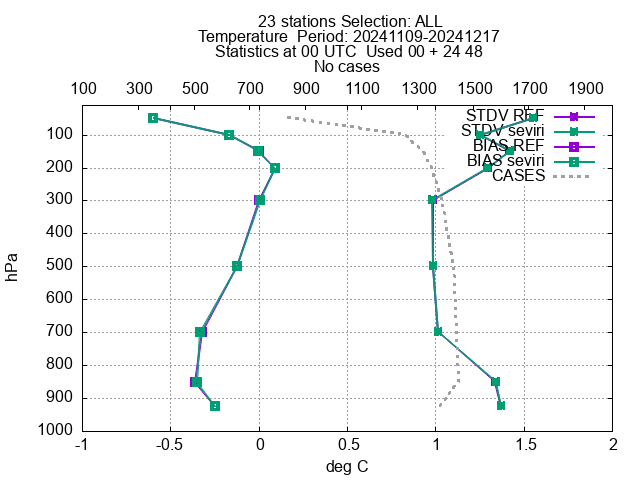 23 stations Selection: ALL
Temperature  Period: 20241109-20241217
Statistics at 00 UTC  Used 00 + 24 48
No cases
100 300 500 700 900 1100 1300 1500 1700 1900
STDV REF
STDV seviri
BIAS REF
BIAS seviri
CASES
100
200
300
400
500
600
700
800
900
1000
hPa
-1 -0.5 0 0.5 1 1.5 2
deg C